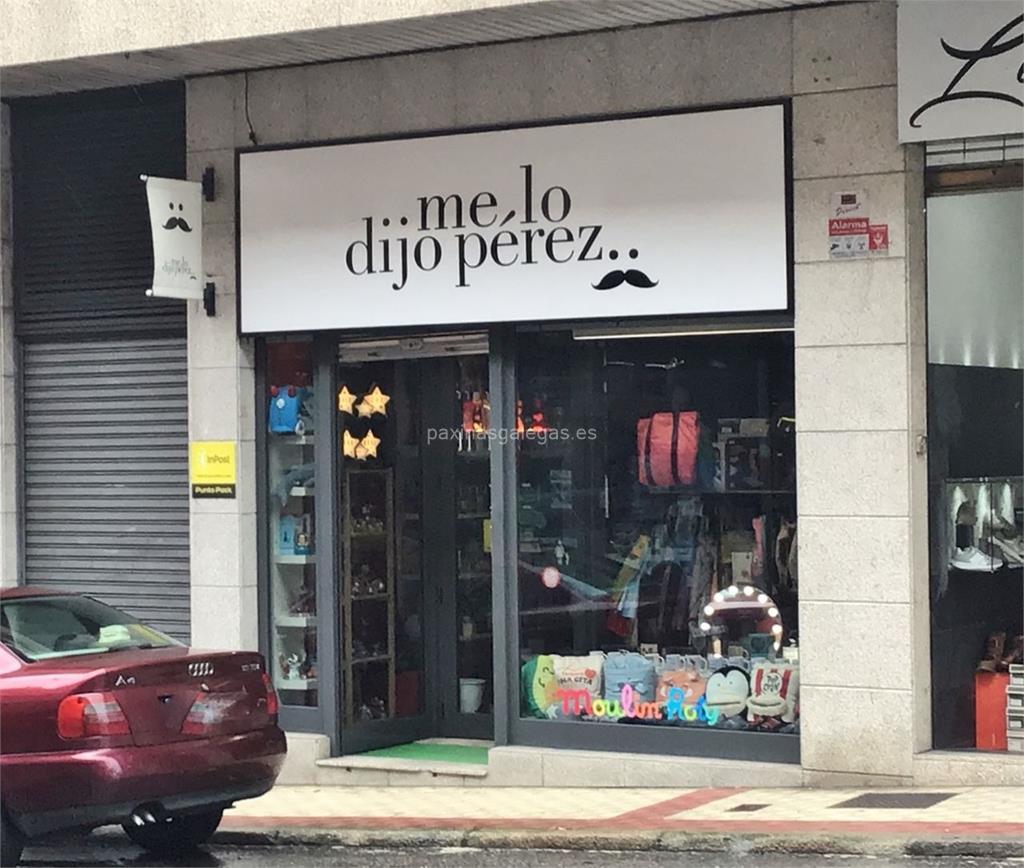 me, lo
dijo pérez..
me lo
dijo pérez..
Alarma
InPost
Punto Pack
paxinasgalegas.es
Moulin Roty
A4